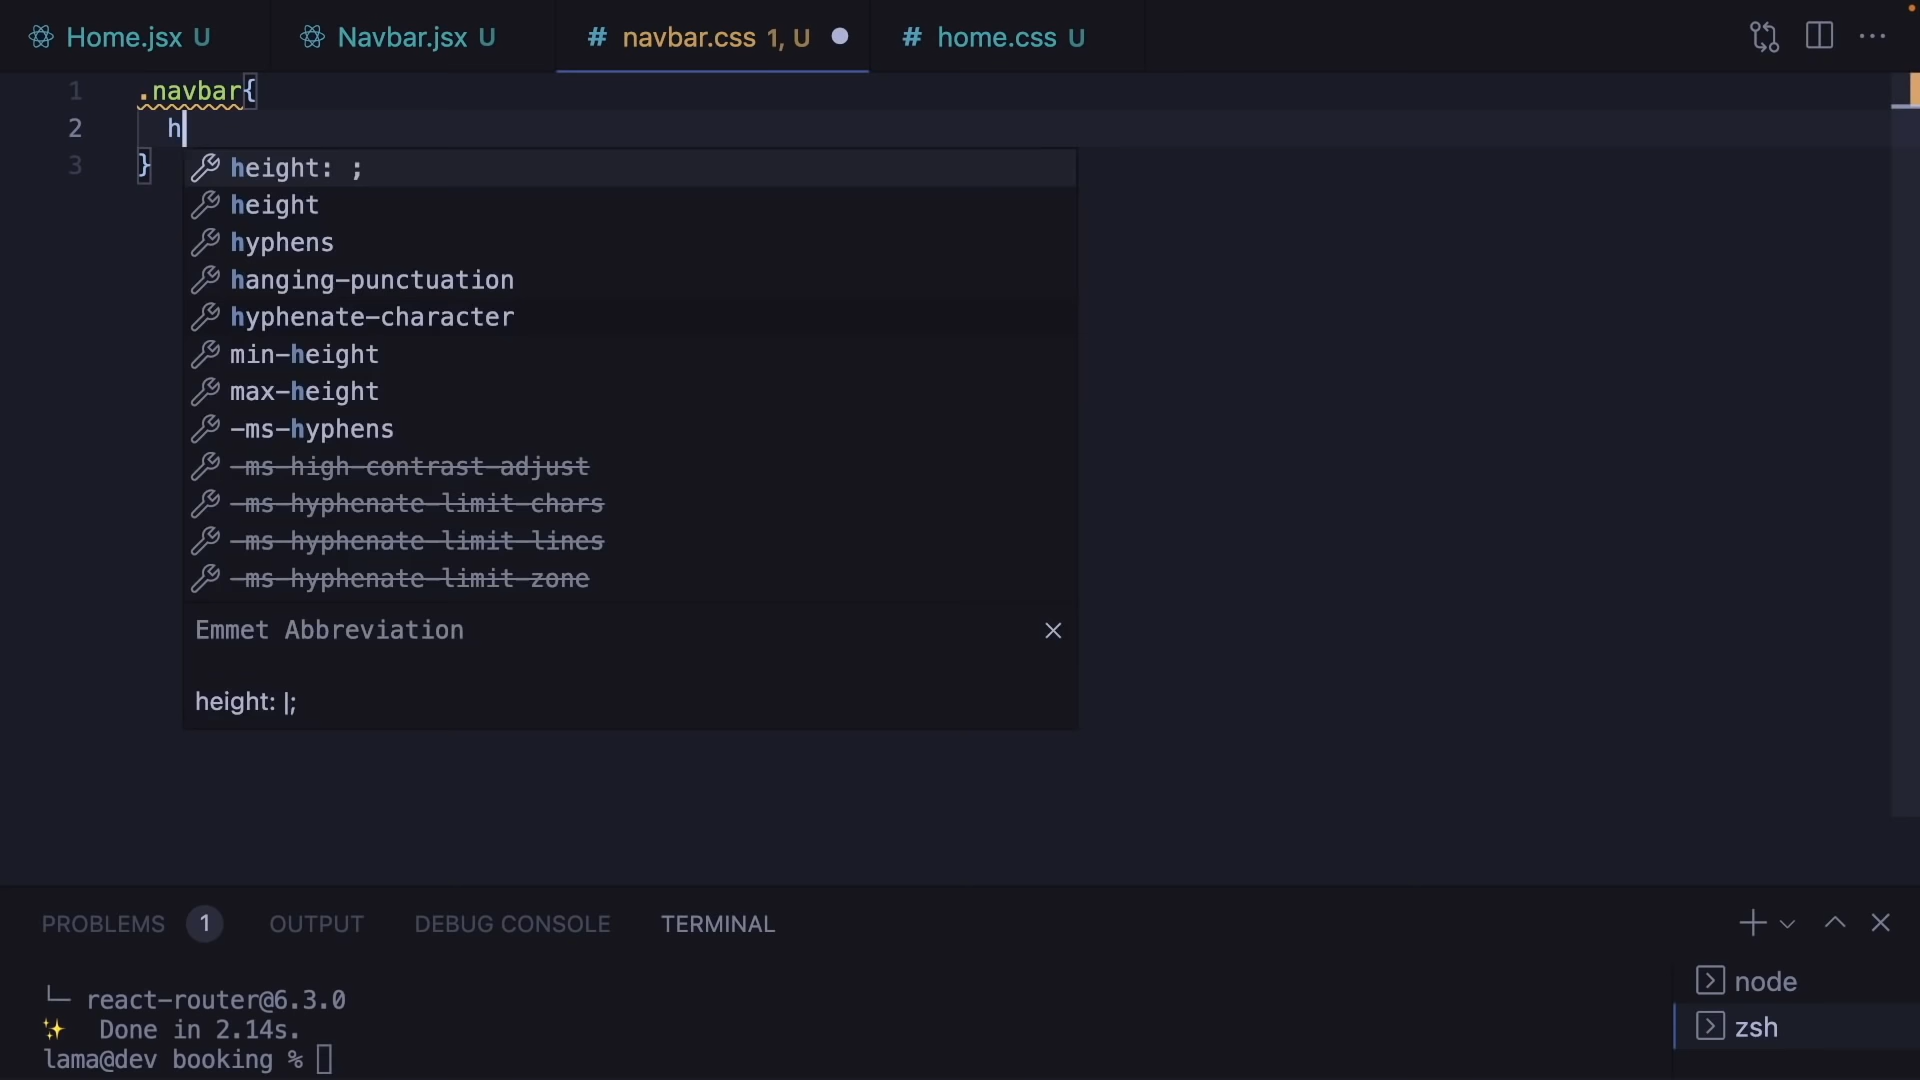 Home.jsx U
Navbar.jsx U
# navbar.css 1, U
# home.css U
1 .navbar{
2 h
3 }
height: ;
height
hyphens
hanging-punctuation
hyphenate-character
min-height
max-height
-ms-hyphens
-ms-high-contrast-adjust
-ms-hyphenate-limit-chars
-ms-hyphenate-limit-lines
-ms-hyphenate-limit-zone
Emmet Abbreviation
height: |;
PROBLEMS 1 OUTPUT DEBUG CONSOLE TERMINAL
└─ react-router@6.3.0
✨ Done in 2.14s.
lama@dev booking %
node
zsh